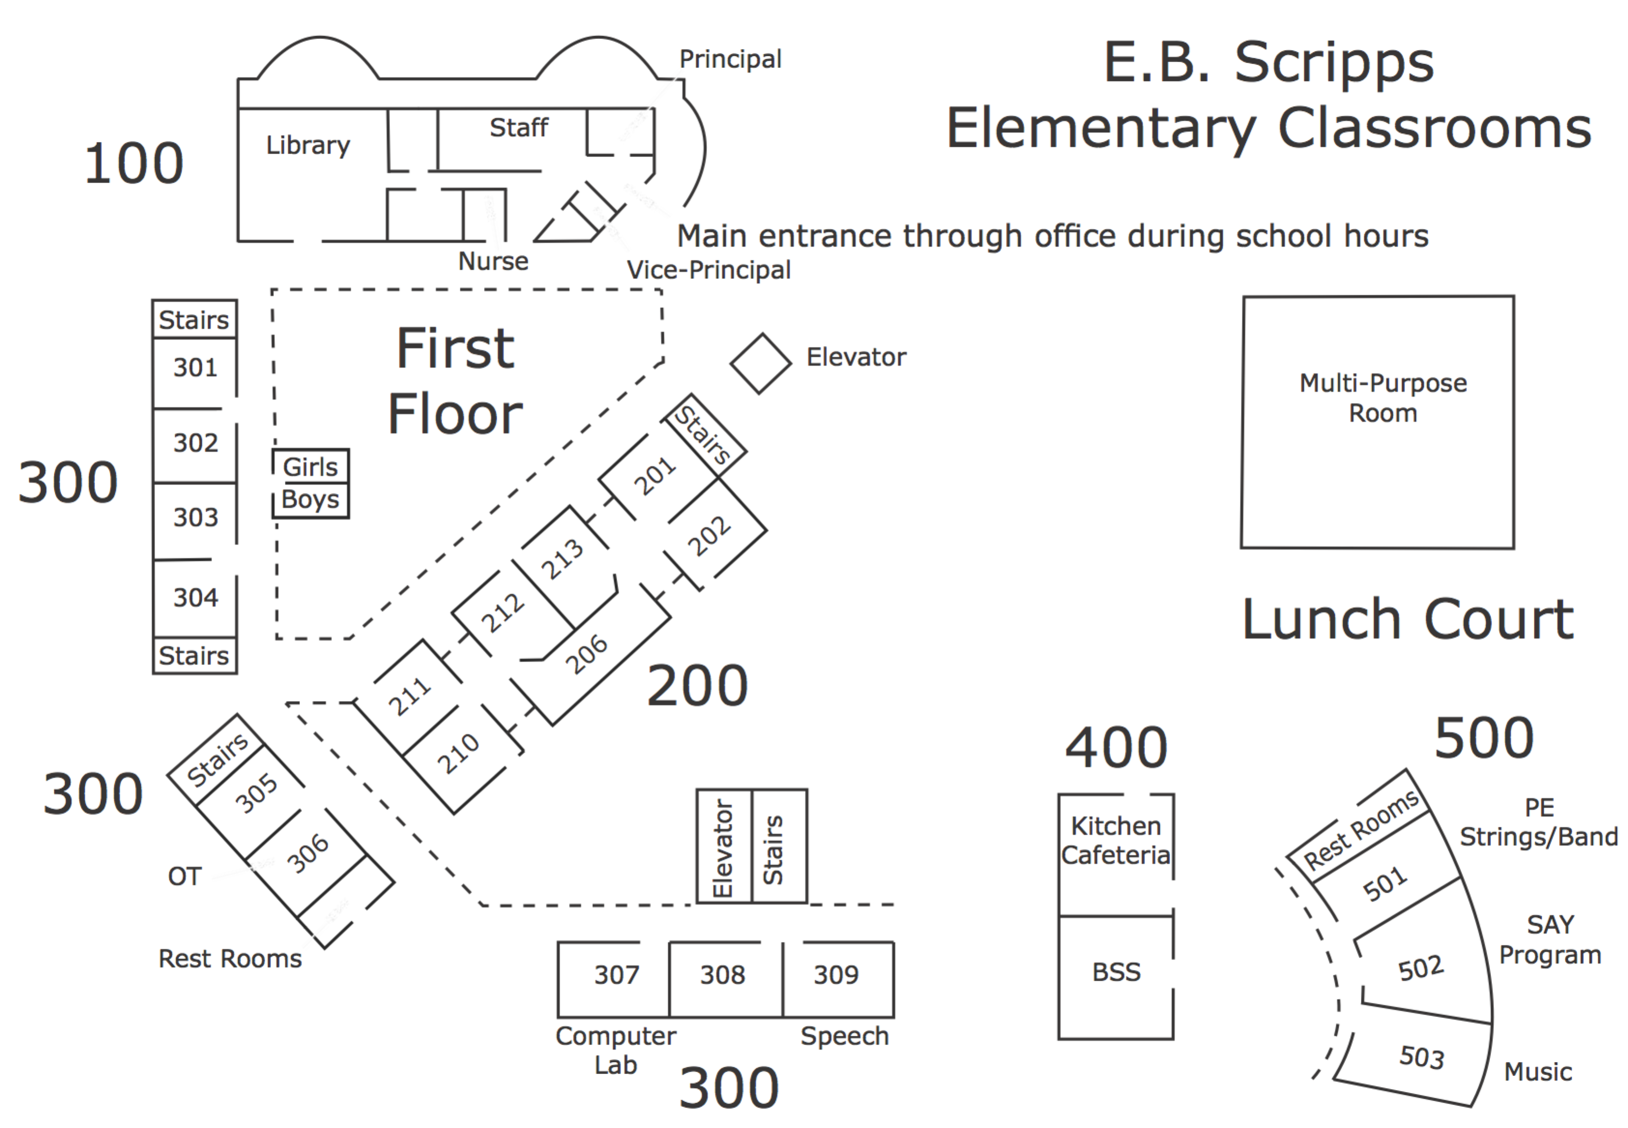 E.B. Scripps
Elementary Classrooms
Principal
100
Library
Staff
Main entrance through office during school hours
Nurse
Vice-Principal
Stairs
301
302
303
304
Stairs
300
First
Floor
Girls
Boys
Elevator
Stairs
201
202
213
212
206
211
210
200
Multi-Purpose
Room
Lunch Court
300
Stairs
305
306
OT
Rest Rooms
Elevator
Stairs
307
308
309
Computer
Lab
Speech
300
400
Kitchen
Cafeteria
BSS
500
Rest Rooms
501
502
503
PE
Strings/Band
SAY
Program
Music